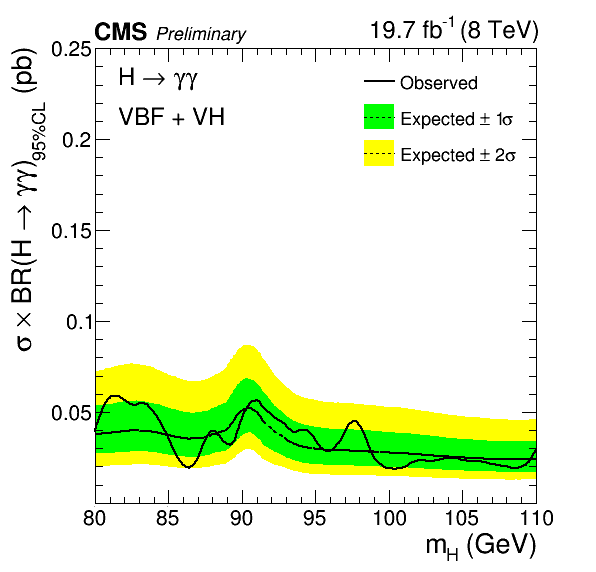 CMS Preliminary 19.7 fb⁻¹ (8 TeV)
H → γγ
VBF + VH
Observed
Expected ± 1σ
Expected ± 2σ
σ × BR(H → γγ)95%CL (pb)
0.25
0.2
0.15
0.1
0.05
80 85 90 95 100 105 110
mH (GeV)